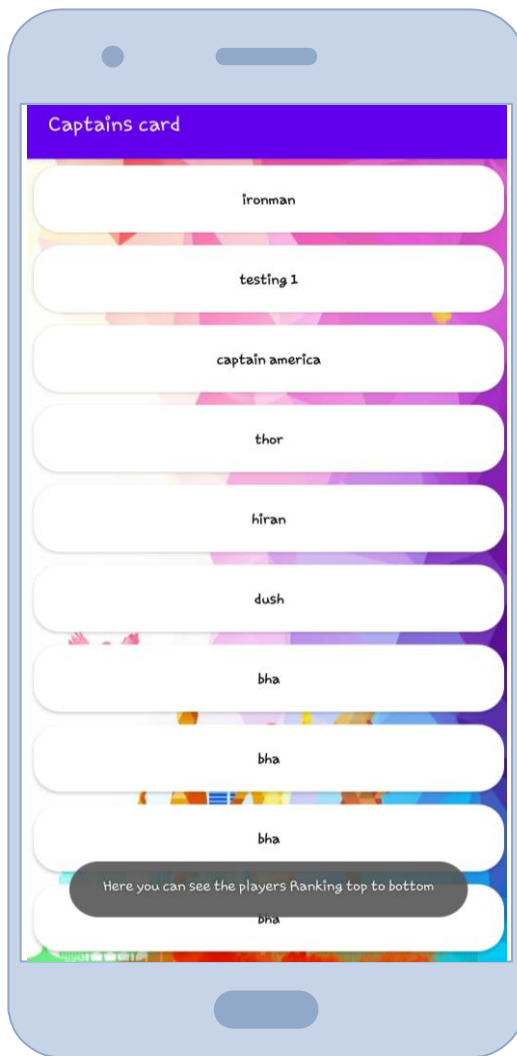 Captains card
ironman
testing 1
captain america
thor
hiran
dush
bha
bha
bha
Here you can see the players Ranking top to bottom
bha